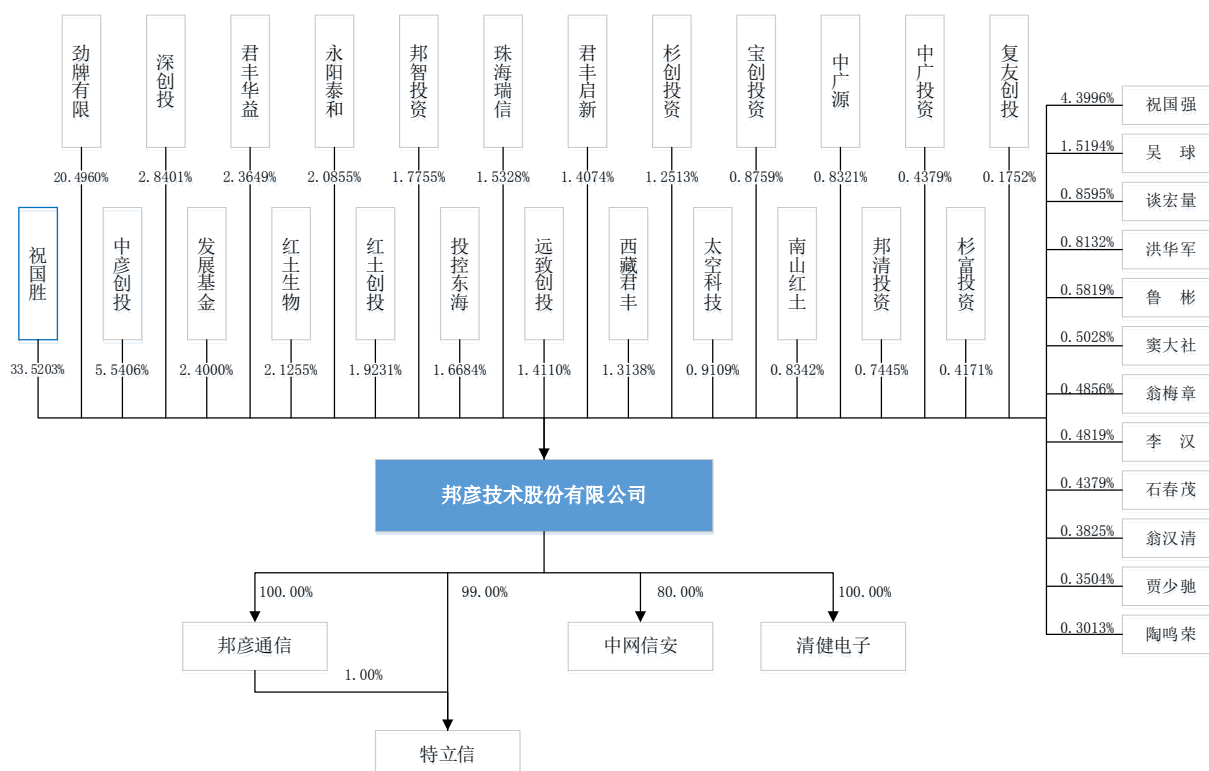 劲牌有限
深创投
君丰华益
永阳泰和
邦智投资
珠海瑞信
君丰启新
杉创投资
宝创投资
中广源
中广投资
复友创投
20.4960%
2.8401%
2.3649%
2.0855%
1.7755%
1.5328%
1.4074%
1.2513%
0.8759%
0.8321%
0.4379%
0.1752%
祝国胜
中彦创投
发展基金
红土生物
红土创投
投控东海
远致创投
西藏君丰
太空科技
南山红土
邦清投资
杉富投资
33.5203%
5.5406%
2.4000%
2.1255%
1.9231%
1.6684%
1.4110%
1.3138%
0.9109%
0.8342%
0.7445%
0.4171%
4.3996%
祝国强
1.5194%
吴 球
0.8595%
谈宏量
0.8132%
洪华军
0.5819%
鲁 彬
0.5028%
窦大社
0.4856%
翁梅章
0.4819%
李 汉
0.4379%
石春茂
0.3825%
翁汉清
0.3504%
贾少驰
0.3013%
陶鸣荣
邦彦技术股份有限公司
100.00%
99.00%
80.00%
100.00%
邦彦通信
中网信安
清健电子
1.00%
特立信